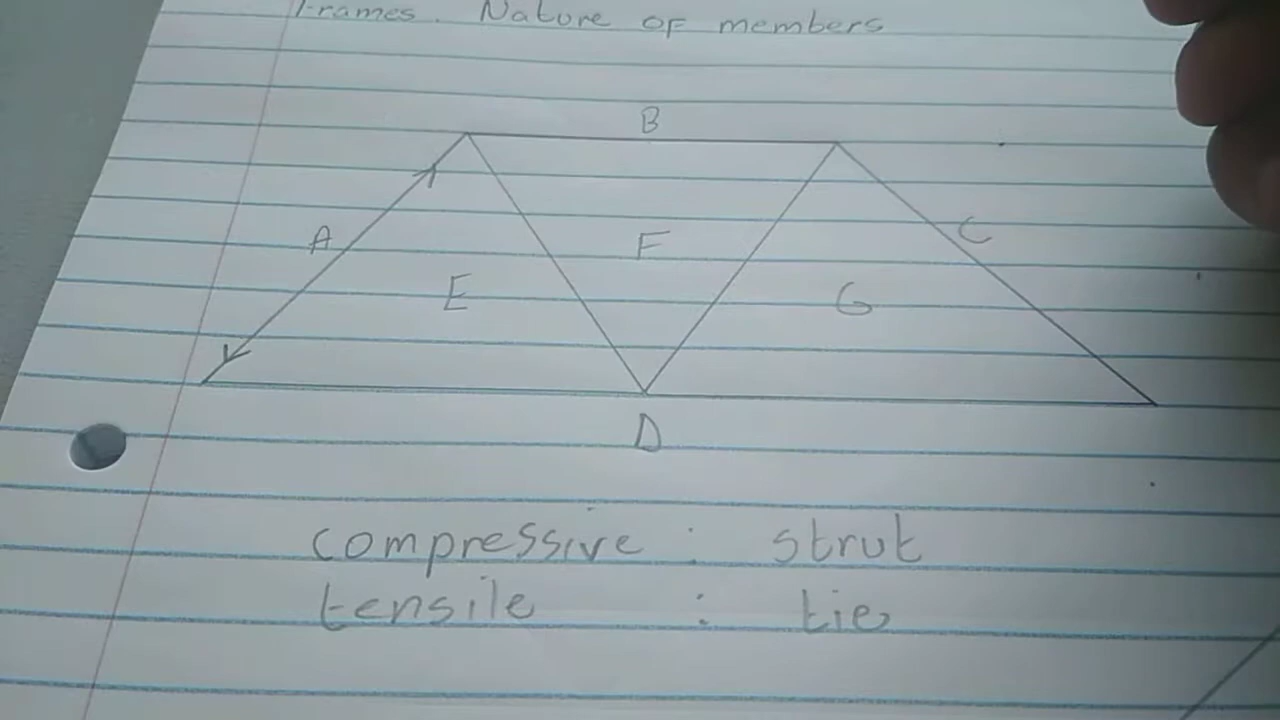 Frames. Nature of members
B
A
F
C
E
G
D
compressive : strut
tensile : tie